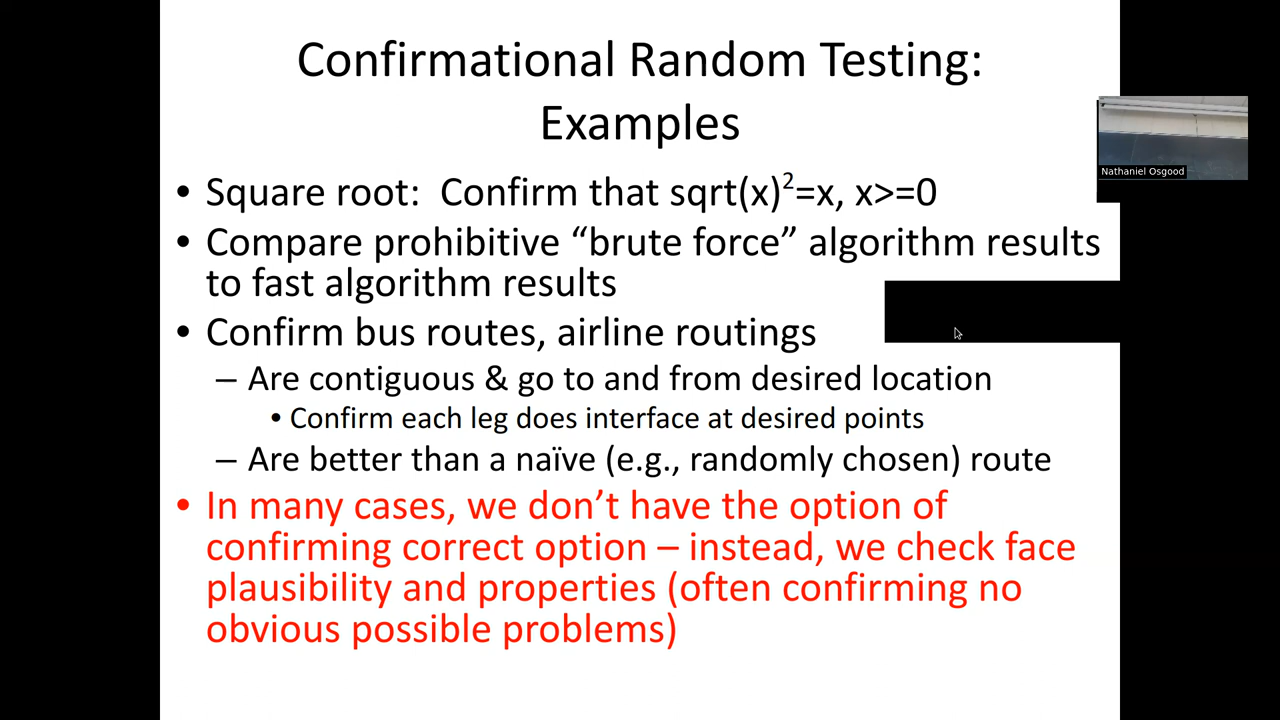 Confirmational Random Testing:
Examples
• Square root:  Confirm that sqrt(x)²=x, x>=0
• Compare prohibitive “brute force” algorithm results
to fast algorithm results
• Confirm bus routes, airline routings
– Are contiguous & go to and from desired location
• Confirm each leg does interface at desired points
– Are better than a naïve (e.g., randomly chosen) route
• In many cases, we don’t have the option of
confirming correct option – instead, we check face
plausibility and properties (often confirming no
obvious possible problems)
Nathaniel Osgood